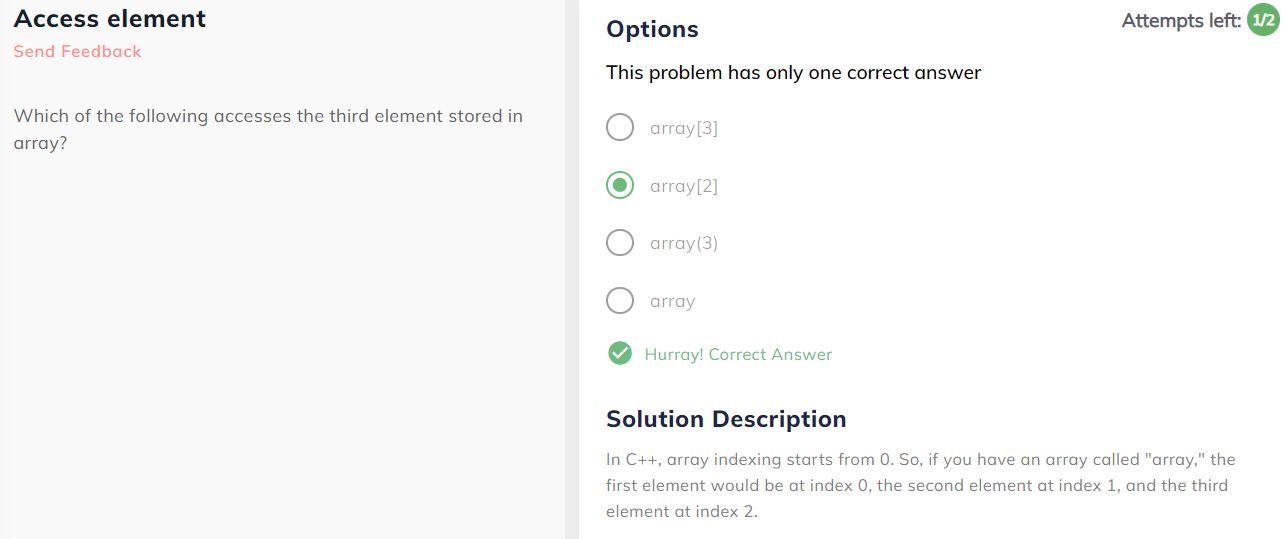 Access element
Send Feedback
Which of the following accesses the third element stored in
array?
Attempts left: 1/2
Options
This problem has only one correct answer
array[3]
array[2]
array(3)
array
Hurray! Correct Answer
Solution Description
In C++, array indexing starts from 0. So, if you have an array called "array," the
first element would be at index 0, the second element at index 1, and the third
element at index 2.